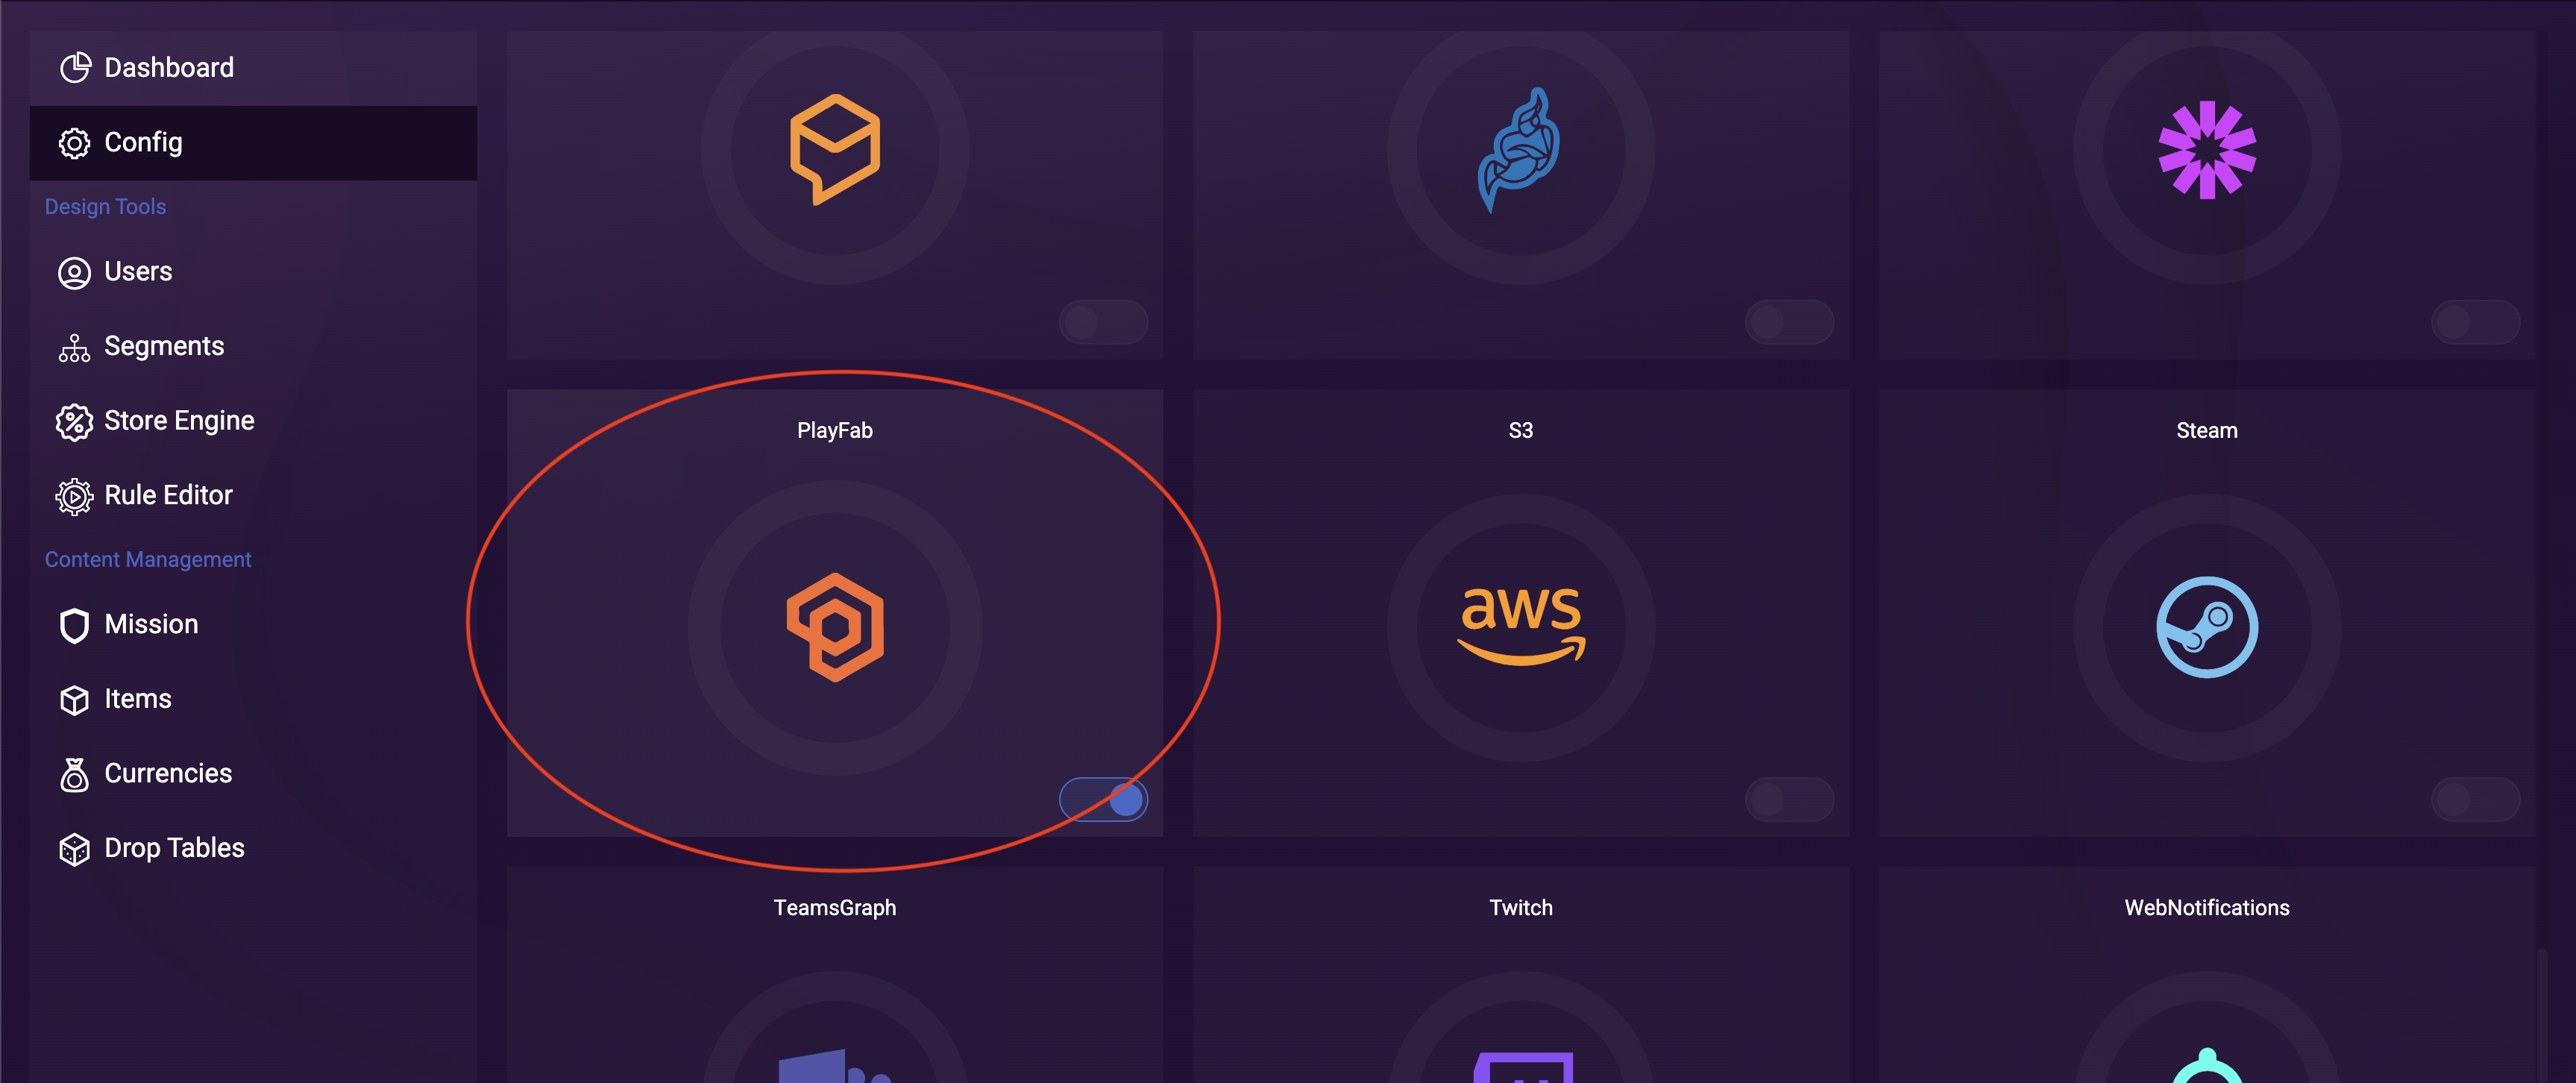 Dashboard
Config
Design Tools
Users
Segments
Store Engine
Rule Editor
Content Management
Mission
Items
Currencies
Drop Tables
PlayFab
S3
Steam
aws
TeamsGraph
Twitch
WebNotifications